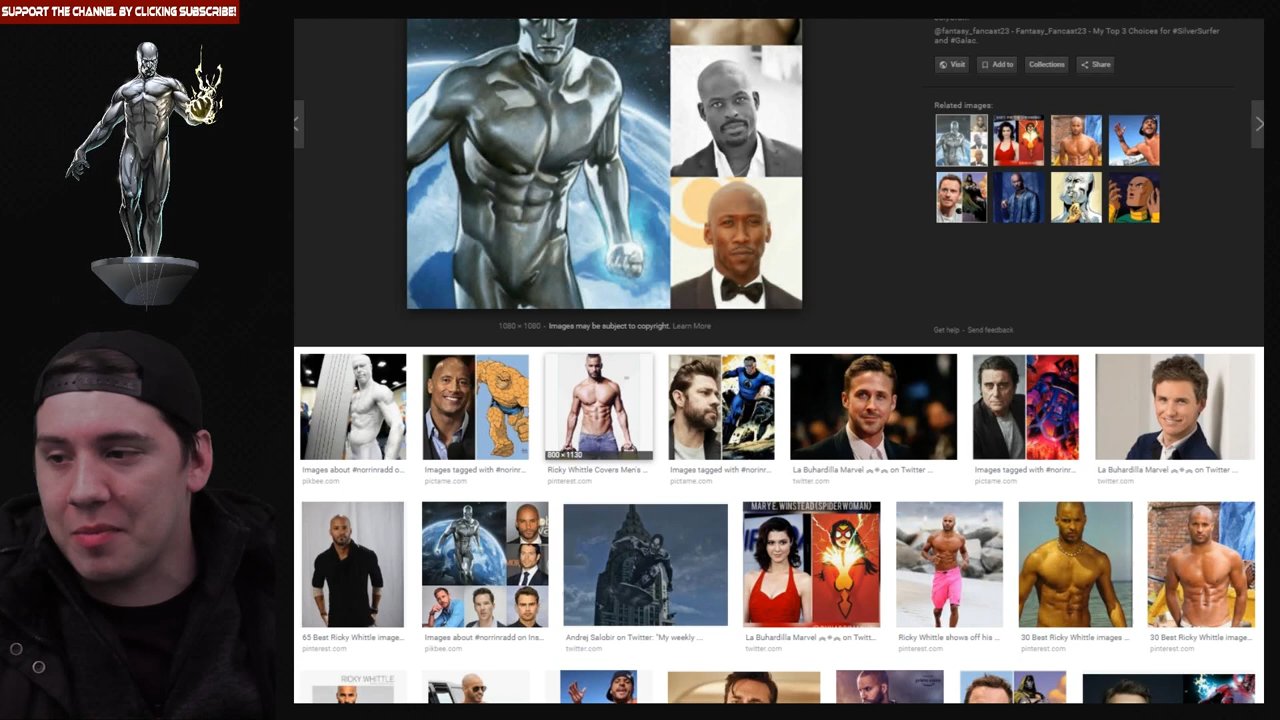 SUPPORT THE CHANNEL BY CLICKING SUBSCRIBE!
@fantasy_fancast23 - Fantasy_Fancast23 - My Top 3 Choices for #SilverSurfer
and #Galac.
Visit
Add to
Collections
Share
Related images:
1080 × 1080 - Images may be subject to copyright. Learn More
Get help - Send feedback
800 × 1130
Images about #norrinradd o...
pikbee.com
Images tagged with #norinr...
pictame.com
Ricky Whittle Covers Men's ...
pinterest.com
Images tagged with #norinr...
pictame.com
La Buhardilla Marvel on Twitter ...
twitter.com
Images tagged with #norinr...
pictame.com
La Buhardilla Marvel on Twitter ...
twitter.com
MARY E. WINSTEAD (SPIDERWOMAN)
65 Best Ricky Whittle image...
pinterest.com
Images about #norrinradd on Ins...
pikbee.com
Andrej Salobir on Twitter: "My weekly ...
twitter.com
La Buhardilla Marvel on Twitt...
twitter.com
Ricky Whittle shows off his ...
pinterest.com
30 Best Ricky Whittle images ...
pinterest.com
30 Best Ricky Whittle image...
pinterest.com
RICKY WHITTLE